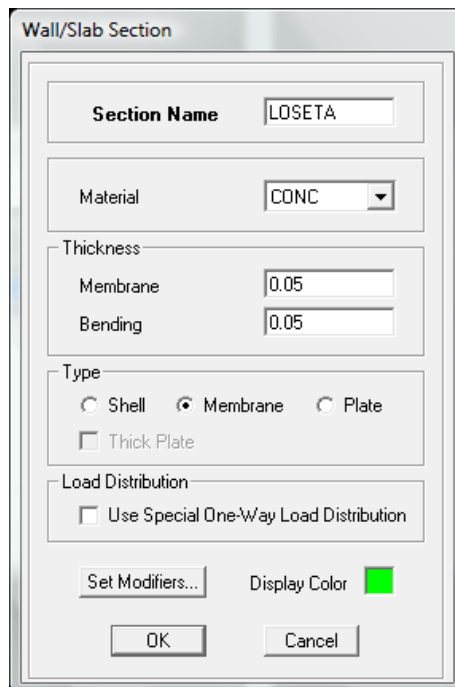 Wall/Slab Section
Section Name LOSETA
Material CONC
Thickness
Membrane 0.05
Bending 0.05
Type
Shell Membrane Plate
Thick Plate
Load Distribution
Use Special One-Way Load Distribution
Set Modifiers... Display Color
OK Cancel